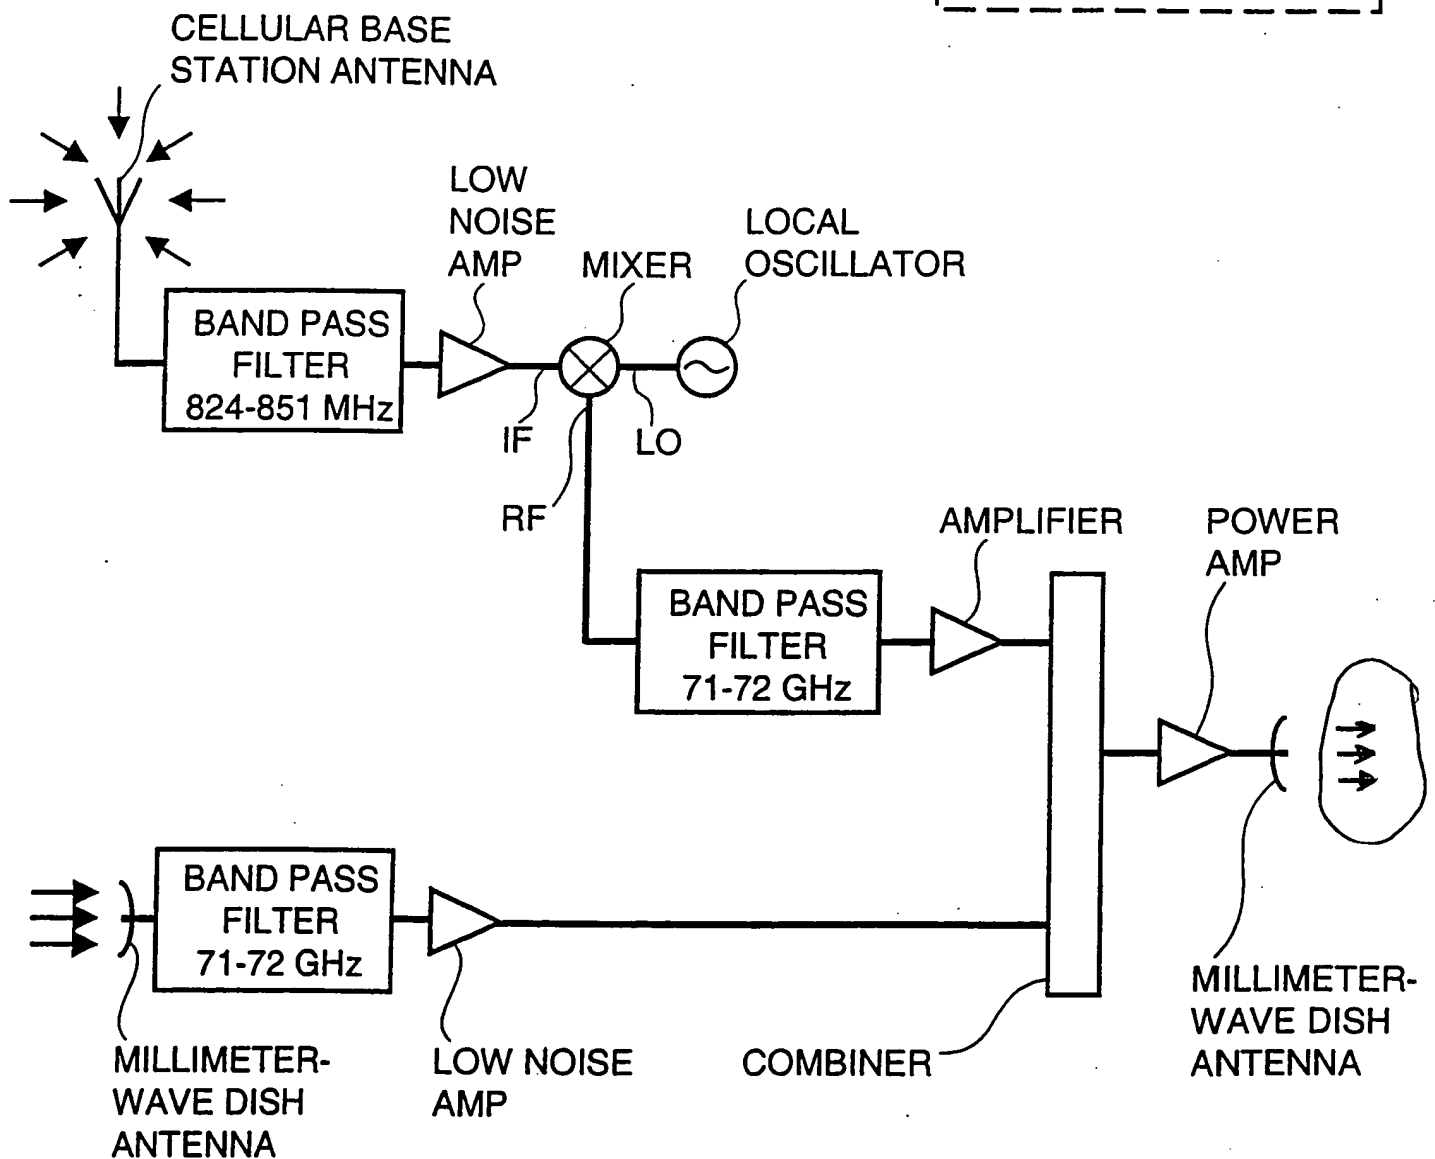 CELLULAR BASE
STATION ANTENNA
LOW
NOISE
AMP
MIXER
LOCAL
OSCILLATOR
BAND PASS
FILTER
824-851 MHz
IF
LO
RF
AMPLIFIER
POWER
AMP
BAND PASS
FILTER
71-72 GHz
BAND PASS
FILTER
71-72 GHz
MILLIMETER-
WAVE DISH
ANTENNA
LOW NOISE
AMP
COMBINER
MILLIMETER-
WAVE DISH
ANTENNA